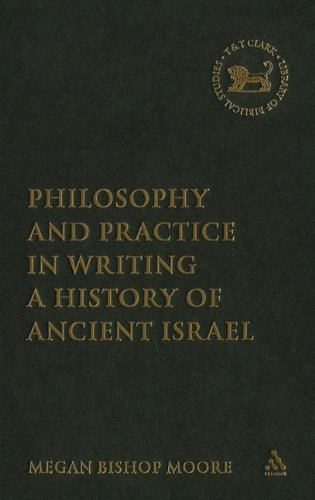 · T&T CLARK · LIBRARY OF BIBLICAL STUDIES
PHILOSOPHY
AND PRACTICE
IN WRITING
A HISTORY OF
ANCIENT ISRAEL
MEGAN BISHOP MOORE